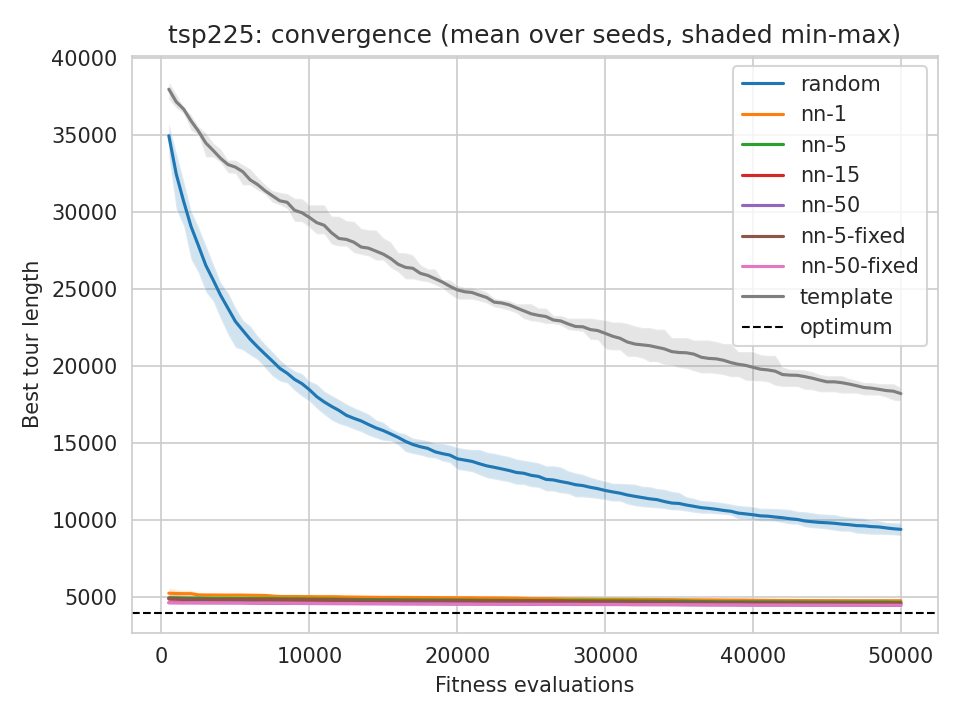 tsp225: convergence (mean over seeds, shaded min-max)
40000
35000
30000
25000
20000
15000
10000
5000
Best tour length
random
nn-1
nn-5
nn-15
nn-50
nn-5-fixed
nn-50-fixed
template
optimum
0 10000 20000 30000 40000 50000
Fitness evaluations